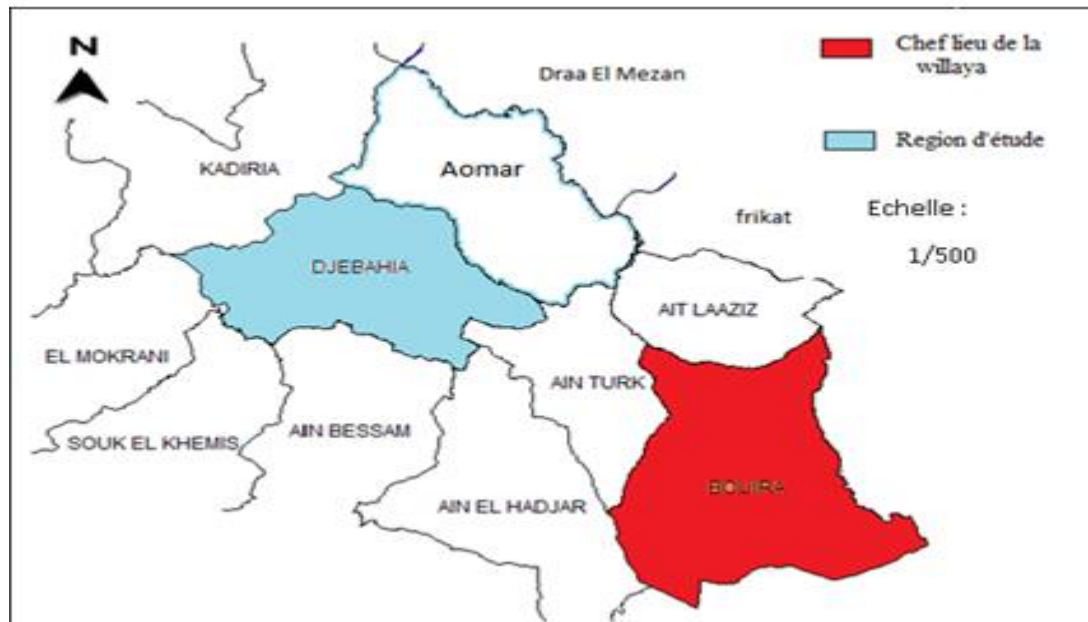 N
Draa El Mezan
Chef lieu de la
willaya
KADIRIA
Aomar
Region d'étude
frikat
Echelle :
1/500
DJEBAHIA
AIT LAAZIZ
EL MOKRANI
AIN TURK
SOUK EL KHEMIS
AIIN BESSAM
BOUIRA
AIN EL HADJAR